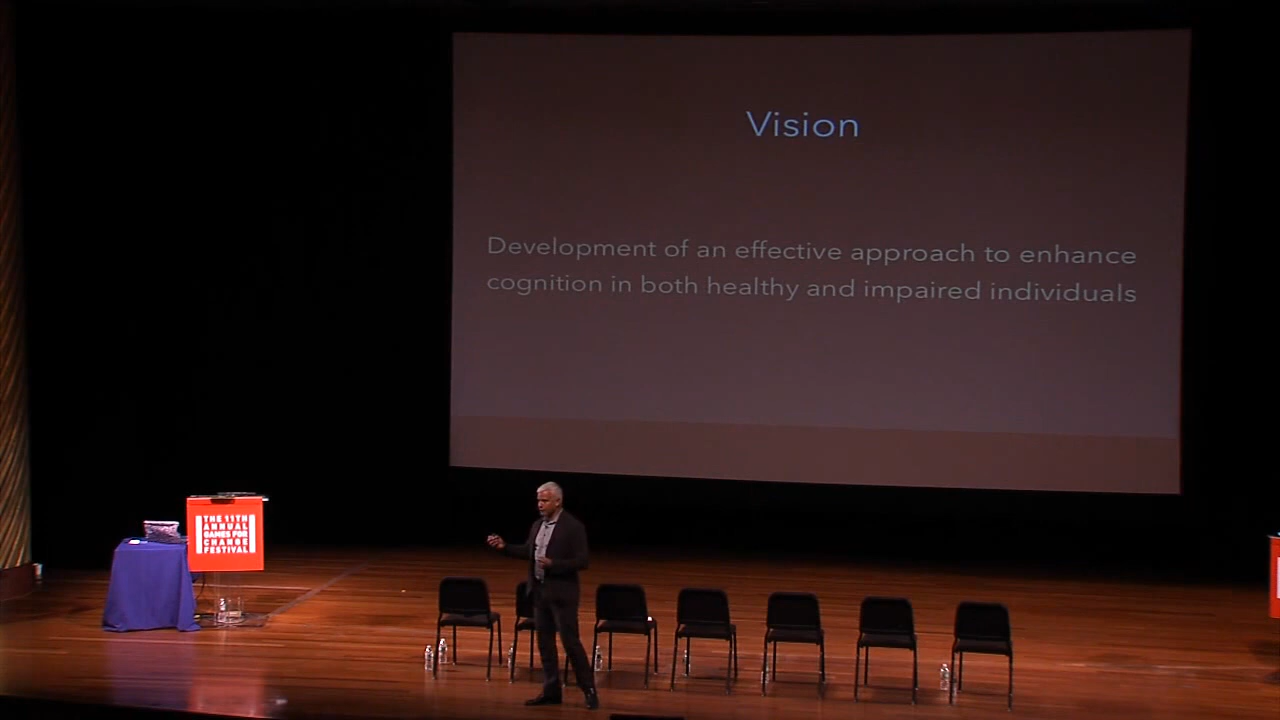 Vision
Development of an effective approach to enhance
cognition in both healthy and impaired individuals
THE 11TH
ANNUAL
GAMES FOR
CHANGE
FESTIVAL